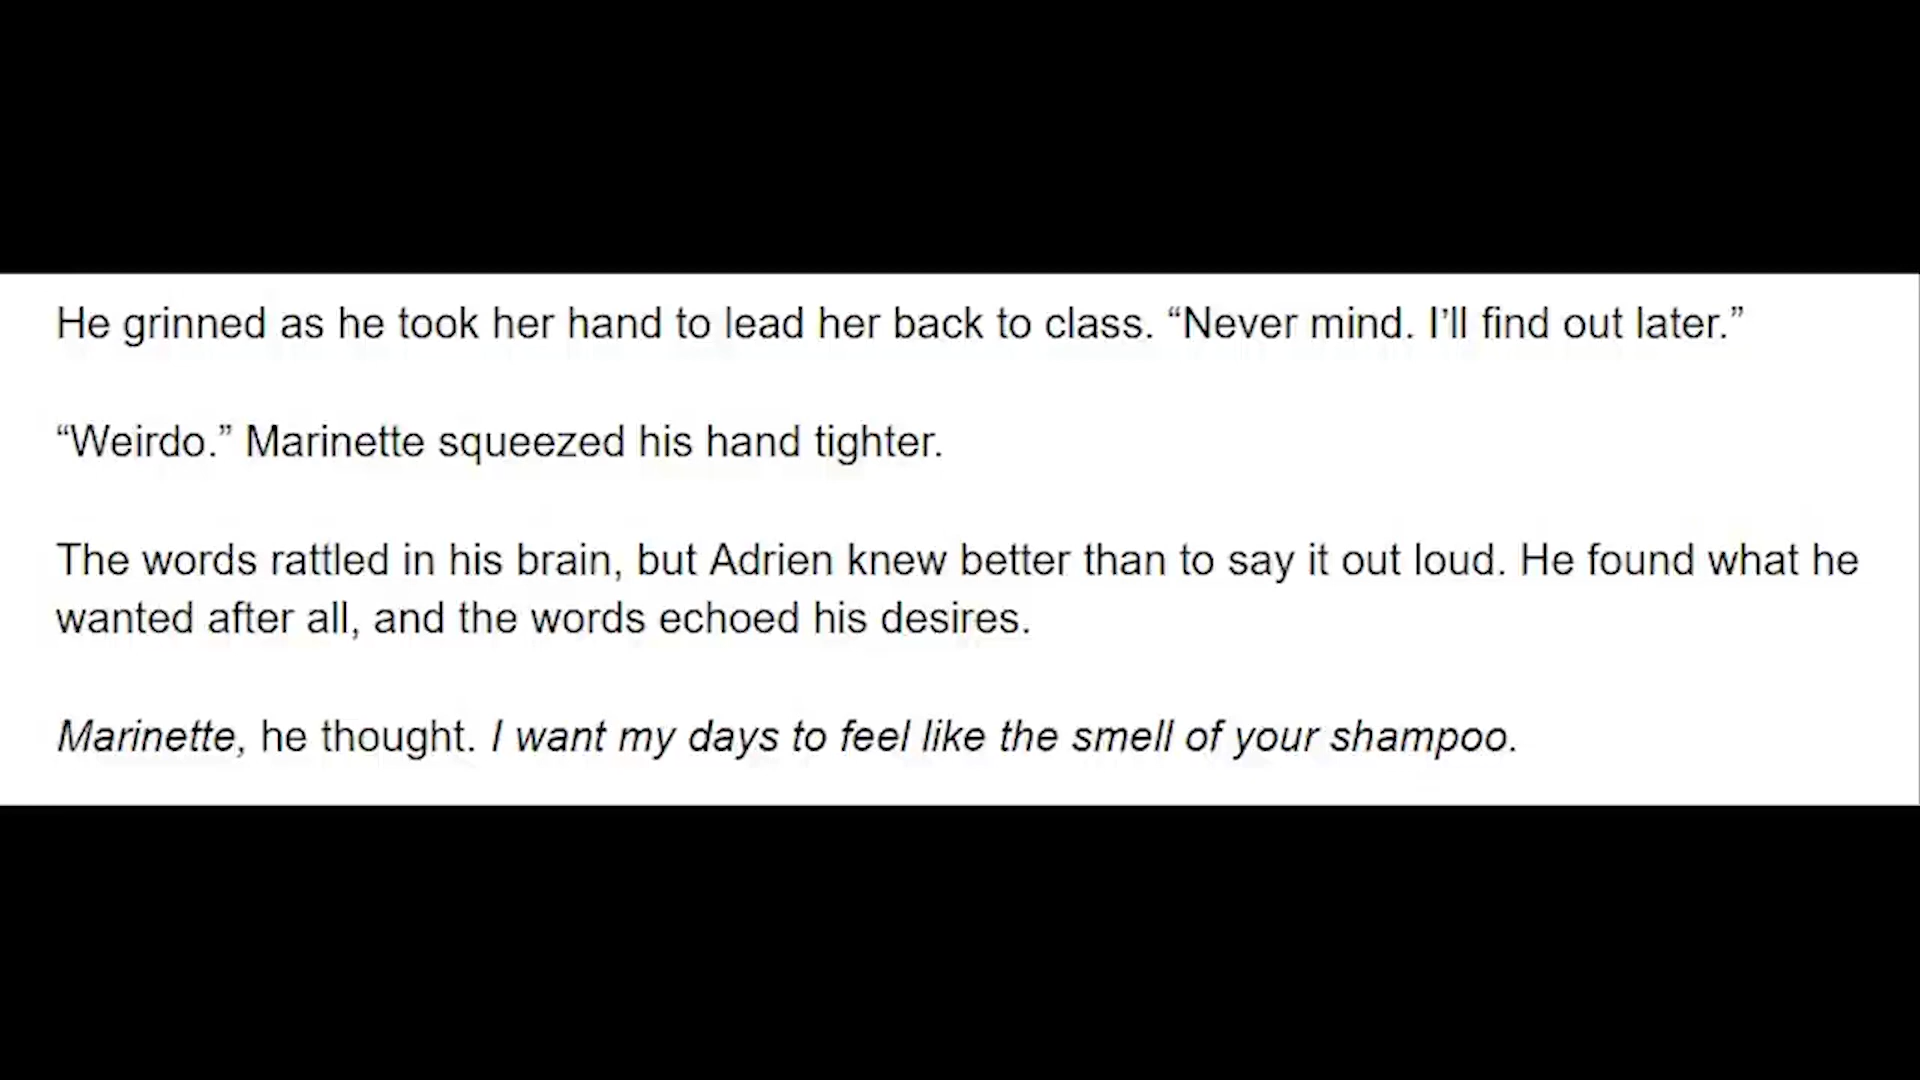 He grinned as he took her hand to lead her back to class. “Never mind. I’ll find out later.”
“Weirdo.” Marinette squeezed his hand tighter.
The words rattled in his brain, but Adrien knew better than to say it out loud. He found what he
wanted after all, and the words echoed his desires.
Marinette, he thought. I want my days to feel like the smell of your shampoo.